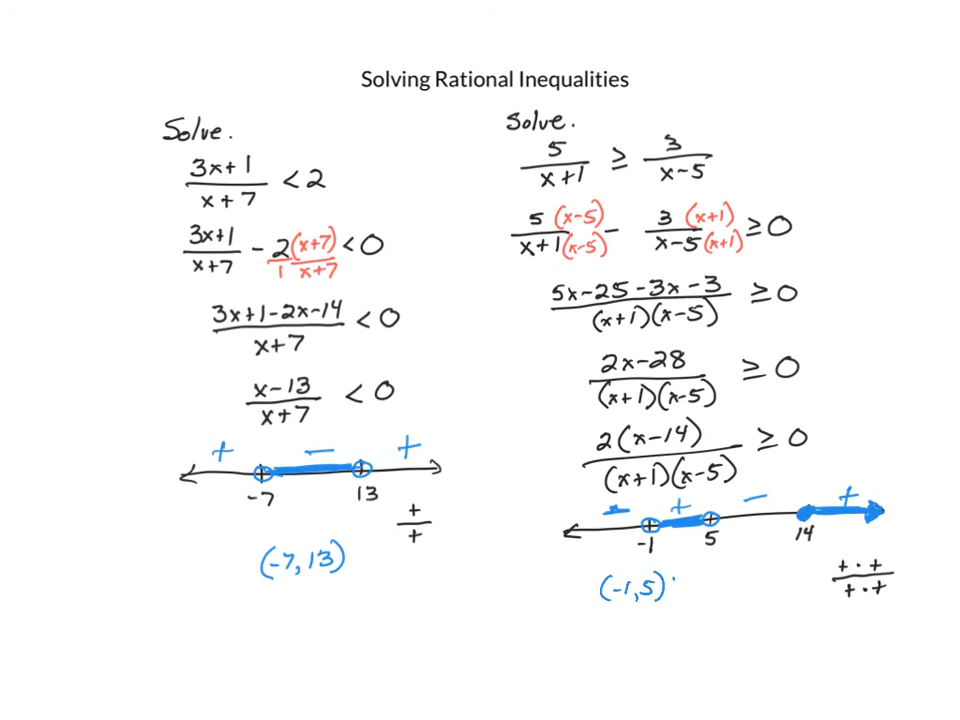 Solving Rational Inequalities
Solve.
(3x+1)/(x+7) < 2
(3x+1)/(x+7) - 2(x+7)/1(x+7) < 0
(3x+1-2x-14)/(x+7) < 0
(x-13)/(x+7) < 0
+ − +
-7 13
+/+
(-7, 13)
Solve.
5/(x+1) ≥ 3/(x-5)
5(x-5)/x+1(x-5) - 3(x+1)/x-5(x+1) ≥ 0
(5x-25-3x-3)/(x+1)(x-5) ≥ 0
(2x-28)/(x+1)(x-5) ≥ 0
2(x-14)/(x+1)(x-5) ≥ 0
− + − +
-1 5 14
+·+/+·+
(-1,5)